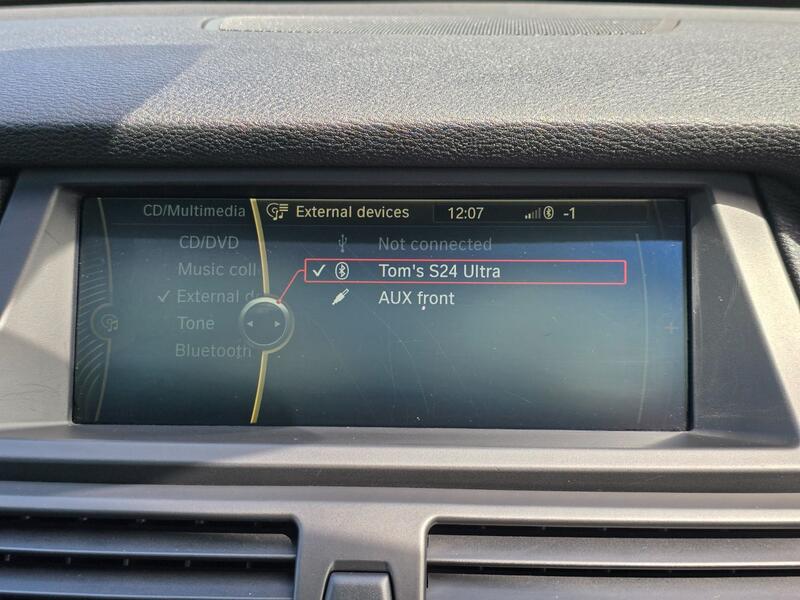 CD/Multimedia External devices 12:07 -1
CD/DVD Not connected
Music coll Tom's S24 Ultra
External d AUX front
Tone
Bluetooth